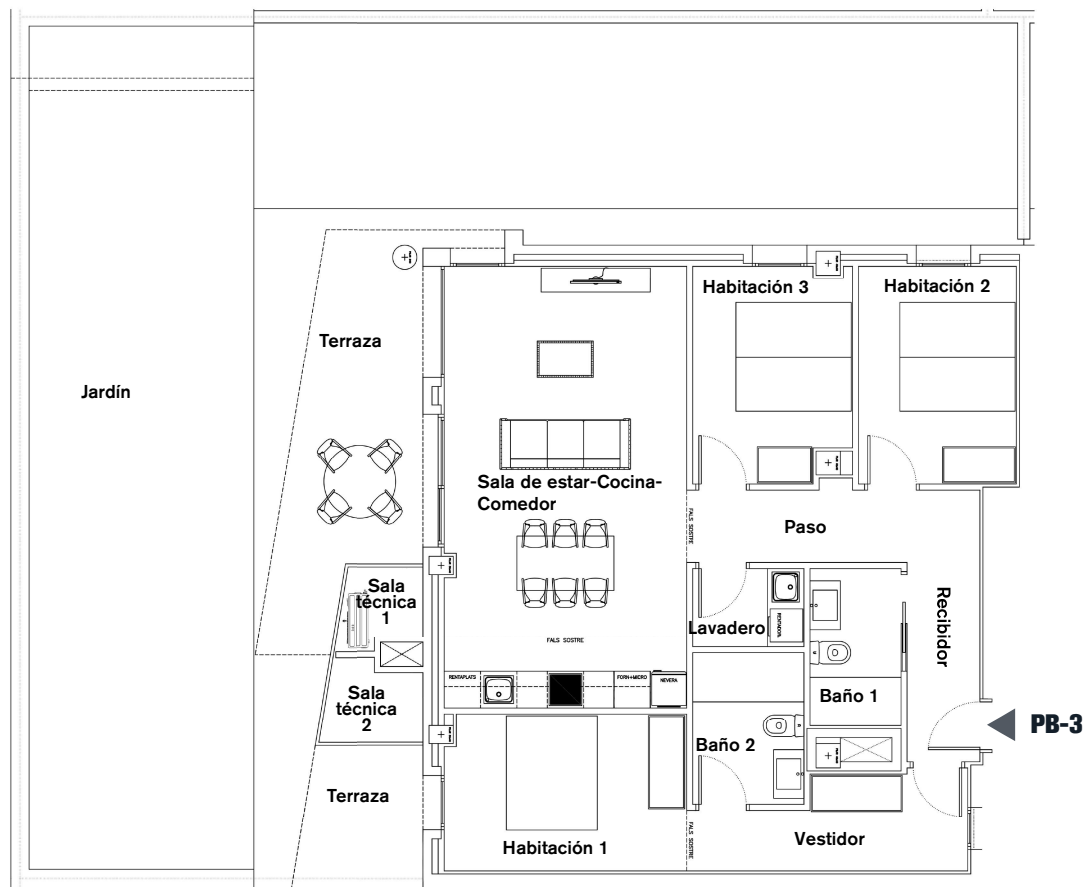 Habitación 3
Habitación 2
Terraza
Jardín
Sala de estar-Cocina-
Comedor
FALS SOSTRE
Paso
Sala
técnica
1
Recibidor
Lavadero
RENTADORA
FALS SOSTRE
RENTAPLATS
FORN+MICRO
NEVERA
Sala
técnica
2
Baño 1
PB-3
Baño 2
Terraza
Habitación 1
FALS SOSTRE
Vestidor